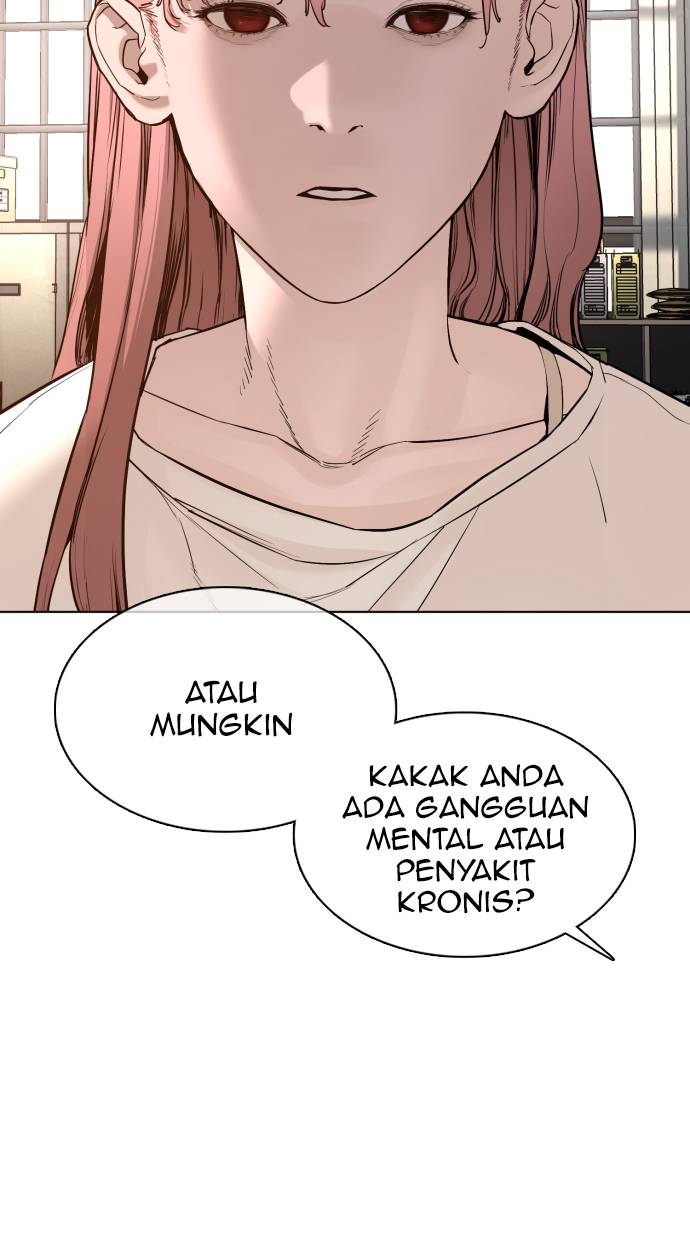 ATAU
MUNGKIN
KAKAK ANDA
ADA GANGGUAN
MENTAL ATAU
PENYAKIT
KRONIS?